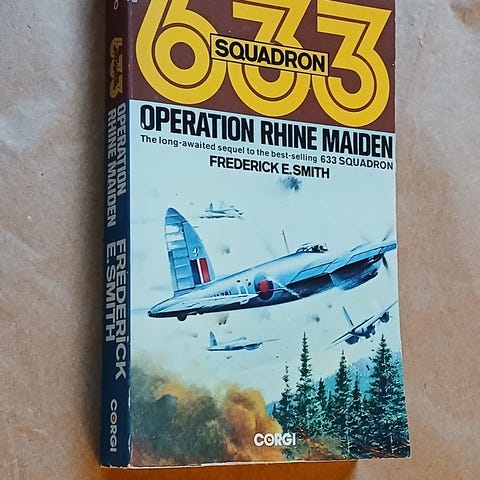 633
SQUADRON
OPERATION RHINE MAIDEN
The long-awaited sequel to the best-selling 633 SQUADRON
FREDERICK E. SMITH
CORGI
633
OPERATION
RHINE MAIDEN
FREDERICK
E. SMITH
CORGI